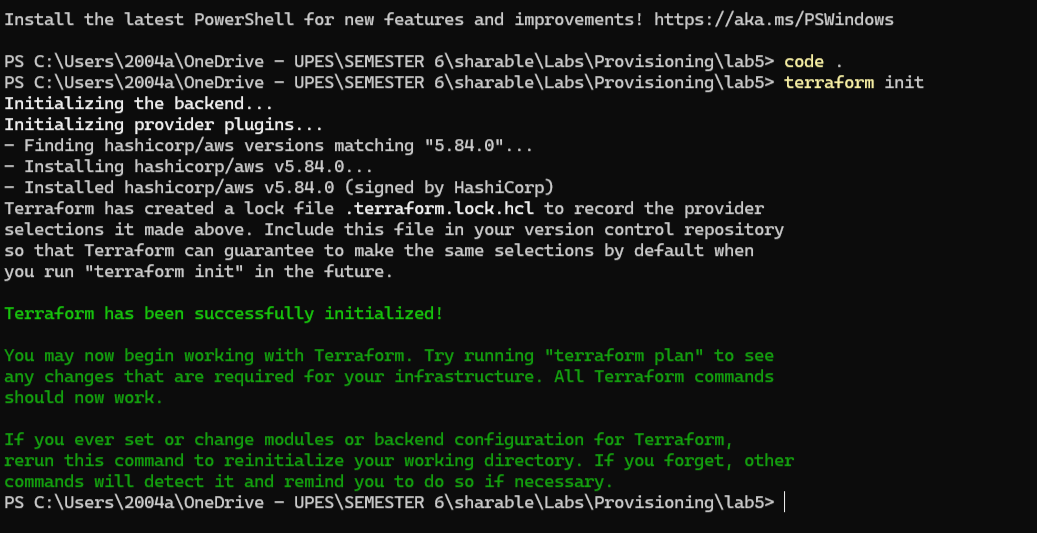 Install the latest PowerShell for new features and improvements! https://aka.ms/PSWindows
PS C:\Users\2004a\OneDrive - UPES\SEMESTER 6\sharable\Labs\Provisioning\lab5> code .
PS C:\Users\2004a\OneDrive - UPES\SEMESTER 6\sharable\Labs\Provisioning\lab5> terraform init
Initializing the backend...
Initializing provider plugins...
- Finding hashicorp/aws versions matching "5.84.0"...
- Installing hashicorp/aws v5.84.0...
- Installed hashicorp/aws v5.84.0 (signed by HashiCorp)
Terraform has created a lock file .terraform.lock.hcl to record the provider
selections it made above. Include this file in your version control repository
so that Terraform can guarantee to make the same selections by default when
you run "terraform init" in the future.
Terraform has been successfully initialized!
You may now begin working with Terraform. Try running "terraform plan" to see
any changes that are required for your infrastructure. All Terraform commands
should now work.
If you ever set or change modules or backend configuration for Terraform,
rerun this command to reinitialize your working directory. If you forget, other
commands will detect it and remind you to do so if necessary.
PS C:\Users\2004a\OneDrive - UPES\SEMESTER 6\sharable\Labs\Provisioning\lab5>